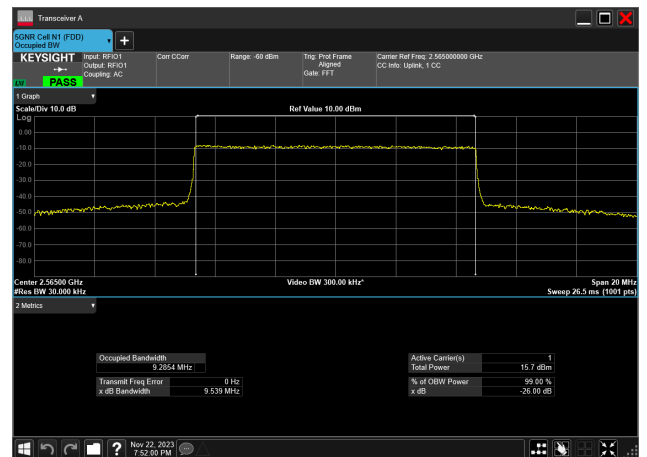 Transceiver A
5GNR Cell N1 (FDD)
Occupied BW
KEYSIGHT
LXI
PASS
Input: RFIO1
Output: RFIO1
Coupling: AC
Corr CCorr
Range: -60 dBm
Trig: Prot Frame
Aligned
Gate: FFT
Carrier Ref Freq: 2.565000000 GHz
CC Info: Uplink, 1 CC
1 Graph
Scale/Div 10.0 dB
Ref Value 10.00 dBm
Log
0.00
-10.0
-20.0
-30.0
-40.0
-50.0
-60.0
-70.0
-80.0
Center 2.56500 GHz
Video BW 300.00 kHz*
Span 20 MHz
#Res BW 30.000 kHz
Sweep 26.5 ms (1001 pts)
2 Metrics
Occupied Bandwidth
9.2854 MHz
Active Carrier(s) 1
Total Power 15.7 dBm
Transmit Freq Error 0 Hz
x dB Bandwidth 9.539 MHz
% of OBW Power 99.00 %
x dB -26.00 dB
Nov 22, 2023
7:52:00 PM